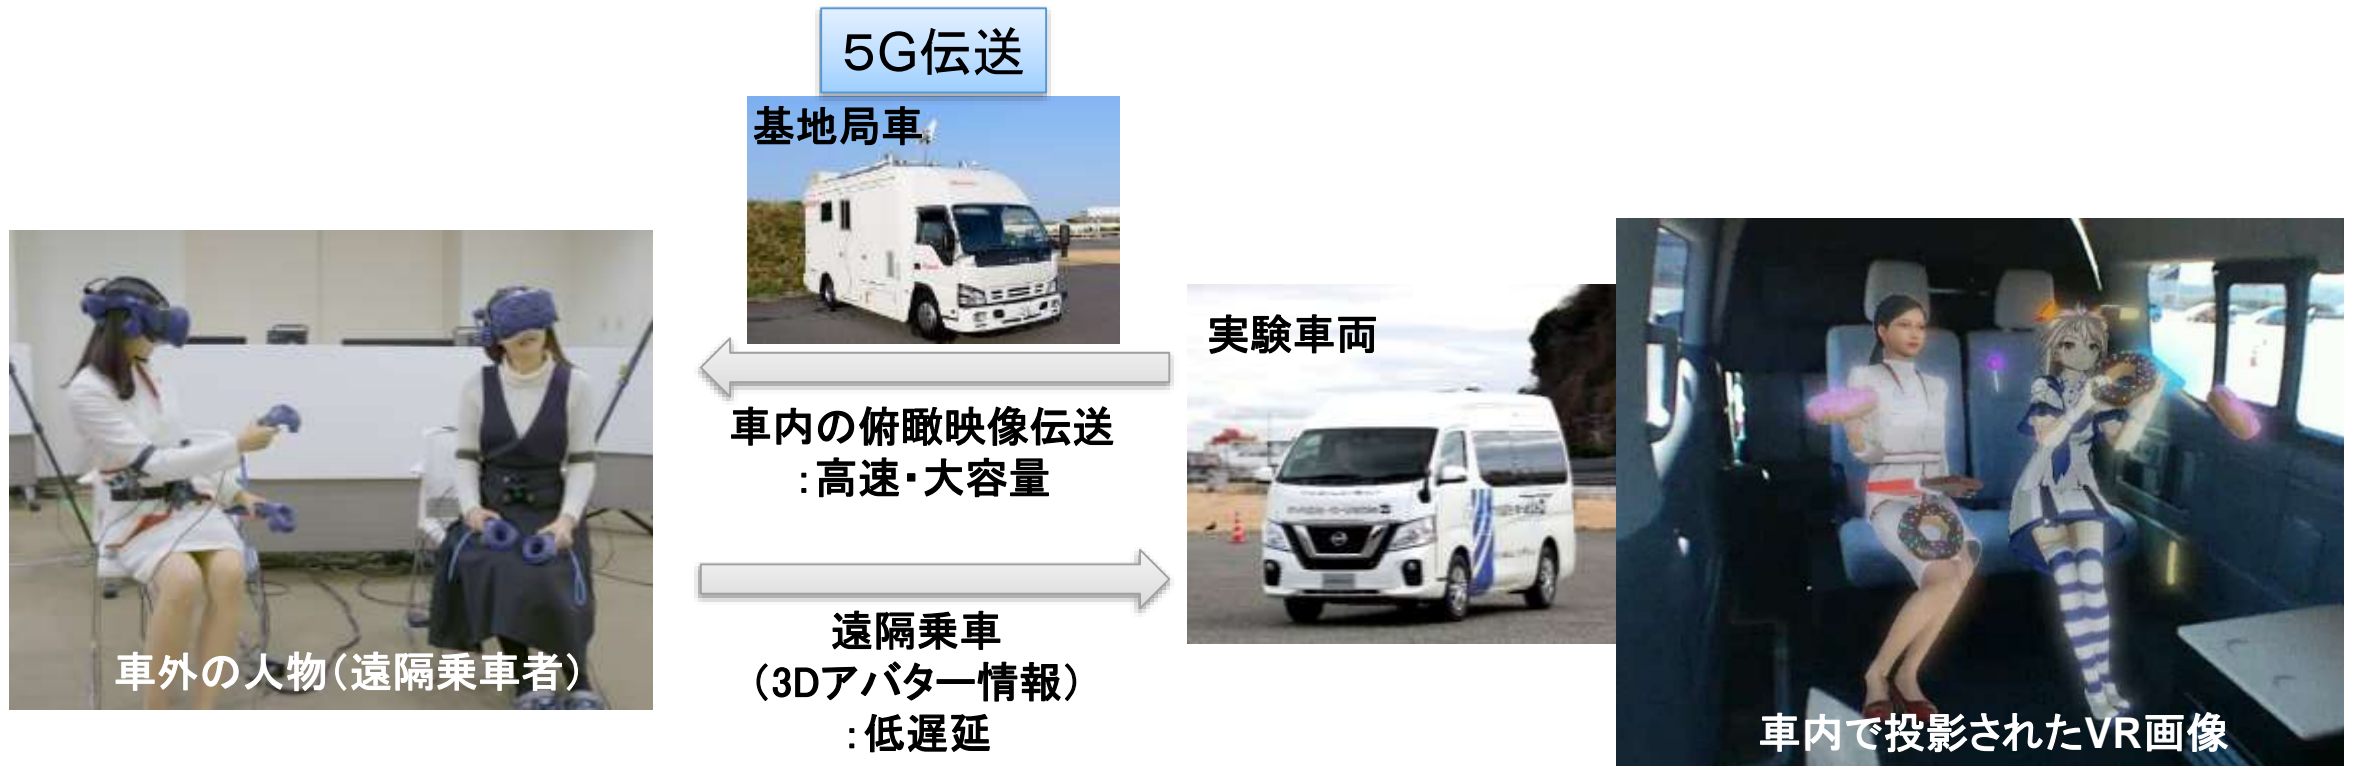 5G伝送
基地局車
実験車両
車内の俯瞰映像伝送
:高速・大容量
遠隔乗車
(3Dアバター情報)
:低遅延
車外の人物(遠隔乗車者)
車内で投影されたVR画像